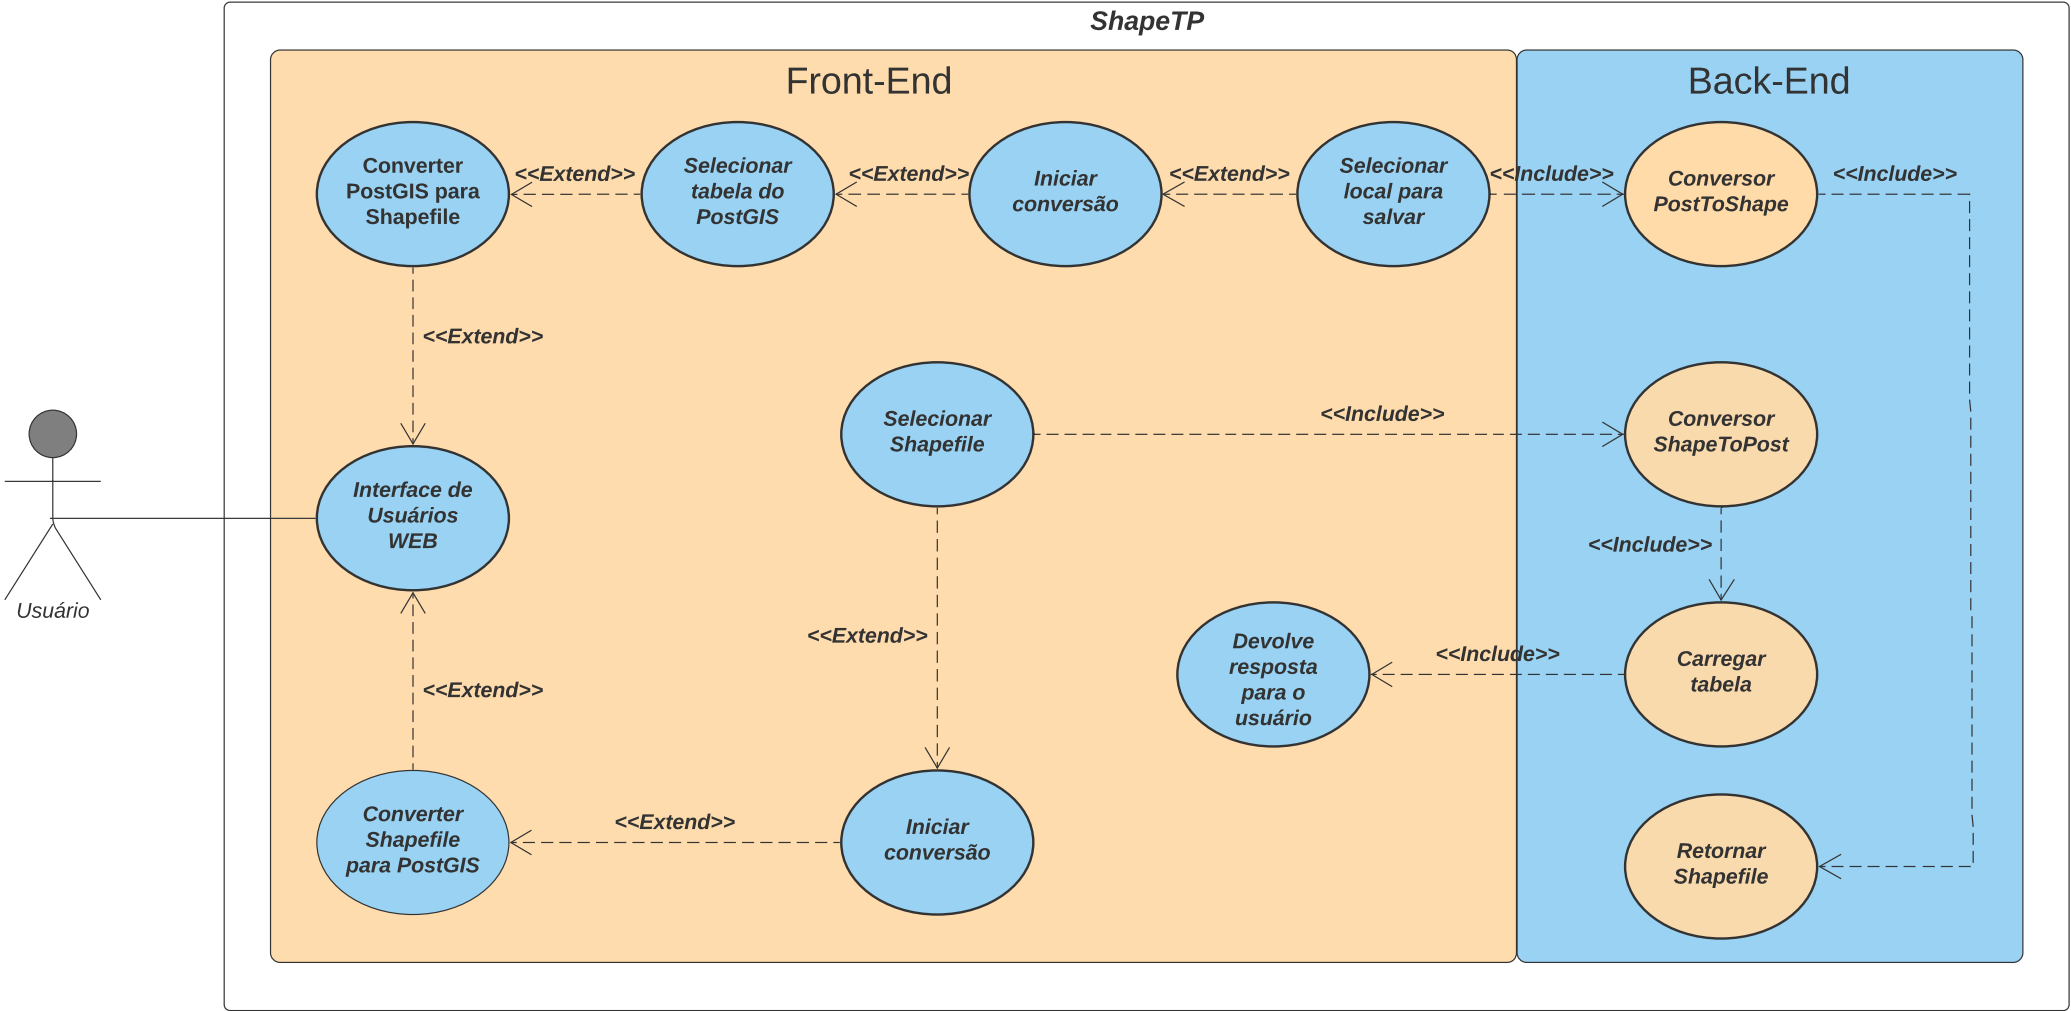 ShapeTP
Front-End
Back-End
Converter
PostGIS para
Shapefile
<<Extend>>
Selecionar
tabela do
PostGIS
<<Extend>>
Iniciar
conversão
<<Extend>>
Selecionar
local para
salvar
<<Include>>
Conversor
PostToShape
<<Include>>
<<Extend>>
Selecionar
Shapefile
<<Include>>
Conversor
ShapeToPost
Interface de
Usuários
WEB
<<Include>>
Usuário
<<Extend>>
Devolve
resposta
para o
usuário
<<Include>>
Carregar
tabela
<<Extend>>
Converter
Shapefile
para PostGIS
<<Extend>>
Iniciar
conversão
Retornar
Shapefile